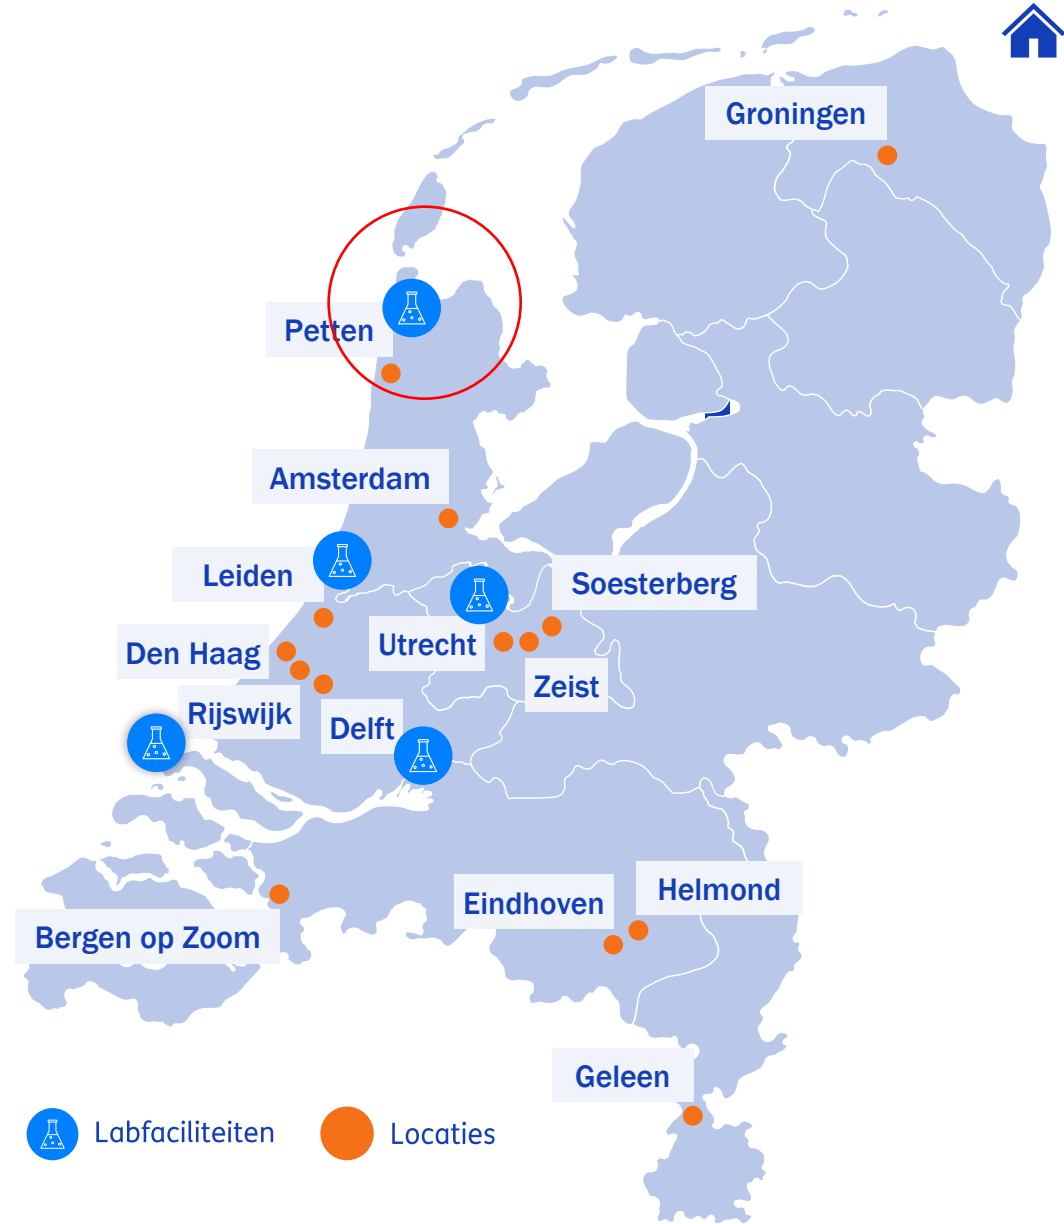 Groningen
Petten
Amsterdam
Leiden
Soesterberg
Utrecht
Den Haag
Zeist
Rijswijk
Delft
Helmond
Eindhoven
Bergen op Zoom
Geleen
Labfaciliteiten
Locaties